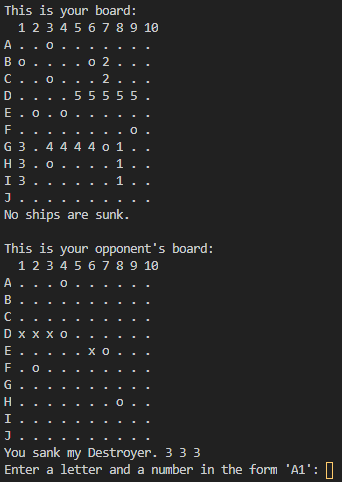 This is your board:
  1 2 3 4 5 6 7 8 9 10
A . . o . . . . . . .
B o . . . . o 2 . . .
C . . o . . . 2 . . .
D . . . . 5 5 5 5 5 .
E . o . o . . . . . .
F . . . . . . . . o .
G 3 . 4 4 4 4 o 1 . .
H 3 . o . . . . 1 . .
I 3 . . . . . . 1 . .
J . . . . . . . . . .
No ships are sunk.

This is your opponent's board:
  1 2 3 4 5 6 7 8 9 10
A . . . o . . . . . .
B . . . . . . . . . .
C . . . . . . . . . .
D x x x o . . . . . .
E . . . . . x o . . .
F . o . . . . . . . .
G . . . . . . . . . .
H . . . . . . . o . .
I . . . . . . . . . .
J . . . . . . . . . .
You sank my Destroyer. 3 3 3
Enter a letter and a number in the form 'A1':